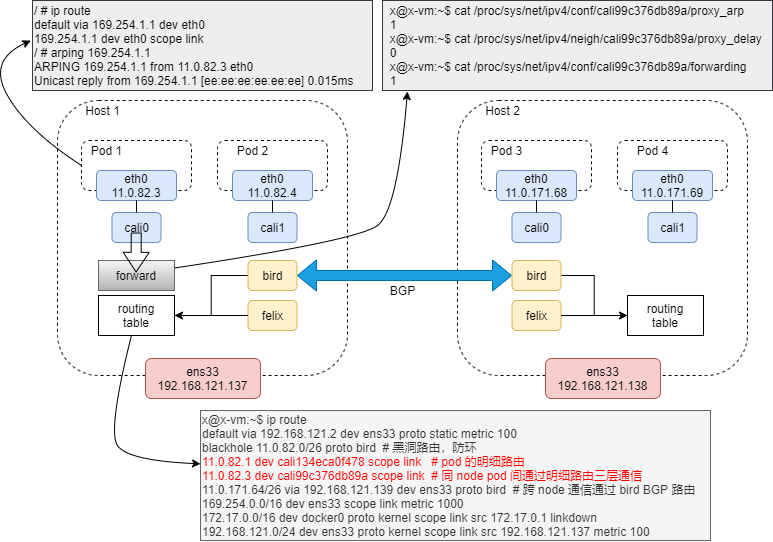 / # ip route
default via 169.254.1.1 dev eth0
169.254.1.1 dev eth0 scope link
/ # arping 169.254.1.1
ARPING 169.254.1.1 from 11.0.82.3 eth0
Unicast reply from 169.254.1.1 [ee:ee:ee:ee:ee:ee] 0.015ms
x@x-vm:~$ cat /proc/sys/net/ipv4/conf/cali99c376db89a/proxy_arp
1
x@x-vm:~$ cat /proc/sys/net/ipv4/neigh/cali99c376db89a/proxy_delay
0
x@x-vm:~$ cat /proc/sys/net/ipv4/conf/cali99c376db89a/forwarding
1
Host 1
Pod 1
eth0
11.0.82.3
cali0
Pod 2
eth0
11.0.82.4
cali1
forward
routing
table
bird
felix
ens33
192.168.121.137
BGP
Host 2
Pod 3
eth0
11.0.171.68
cali0
Pod 4
eth0
11.0.171.69
cali1
bird
felix
routing
table
ens33
192.168.121.138
x@x-vm:~$ ip route
default via 192.168.121.2 dev ens33 proto static metric 100
blackhole 11.0.82.0/26 proto bird # 黑洞路由，防环
11.0.82.1 dev cali134eca0f478 scope link # pod 的明细路由
11.0.82.3 dev cali99c376db89a scope link # 同 node pod 间通过明细路由三层通信
11.0.171.64/26 via 192.168.121.139 dev ens33 proto bird # 跨 node 通信通过 bird BGP 路由
169.254.0.0/16 dev ens33 scope link metric 1000
172.17.0.0/16 dev docker0 proto kernel scope link src 172.17.0.1 linkdown
192.168.121.0/24 dev ens33 proto kernel scope link src 192.168.121.137 metric 100